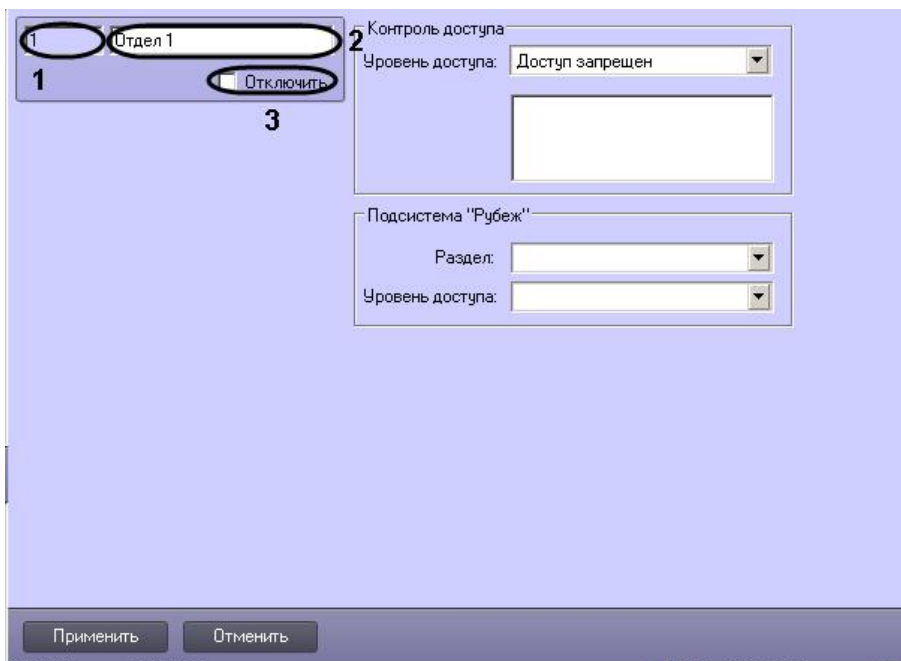 1 Отдел 1 2
1 Отключить
3
Контроль доступа
Уровень доступа: Доступ запрещен
Подсистема "Рубеж"
Раздел:
Уровень доступа:
Применить Отменить